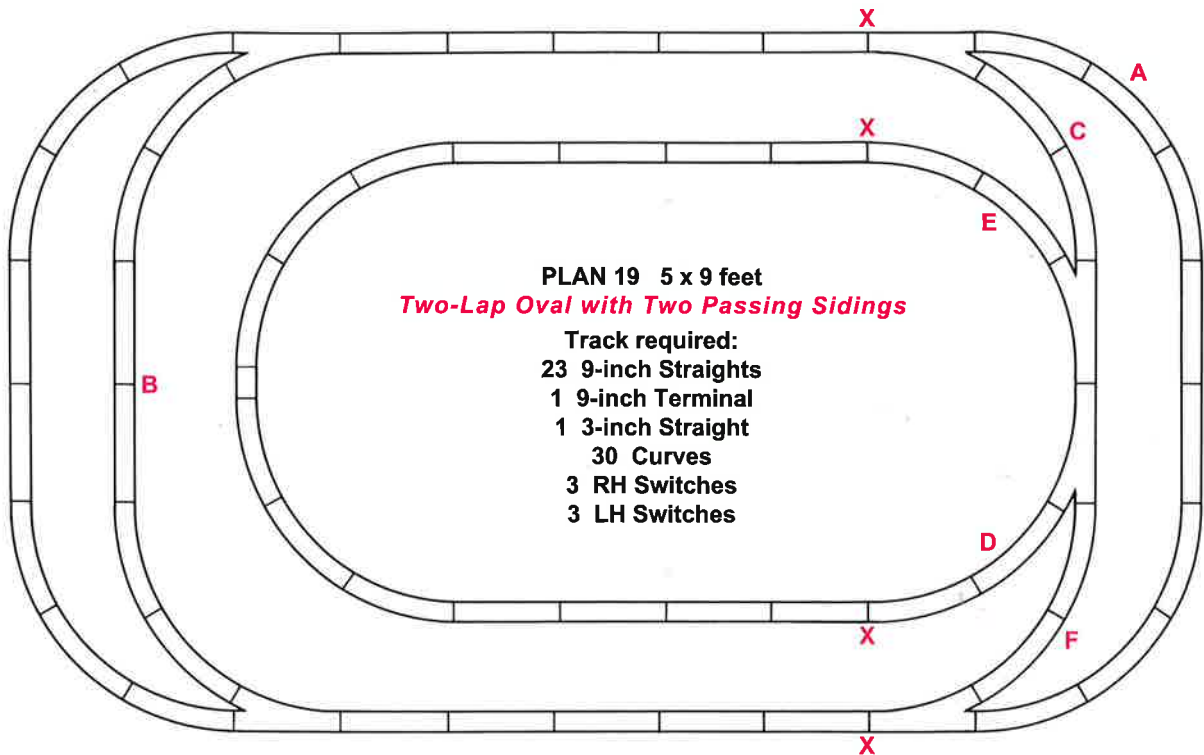 X
A
C
X
E
PLAN 19 5 x 9 feet
Two-Lap Oval with Two Passing Sidings
Track required:
23 9-inch Straights
B
1 9-inch Terminal
1 3-inch Straight
30 Curves
3 RH Switches
3 LH Switches
D
X
F
X